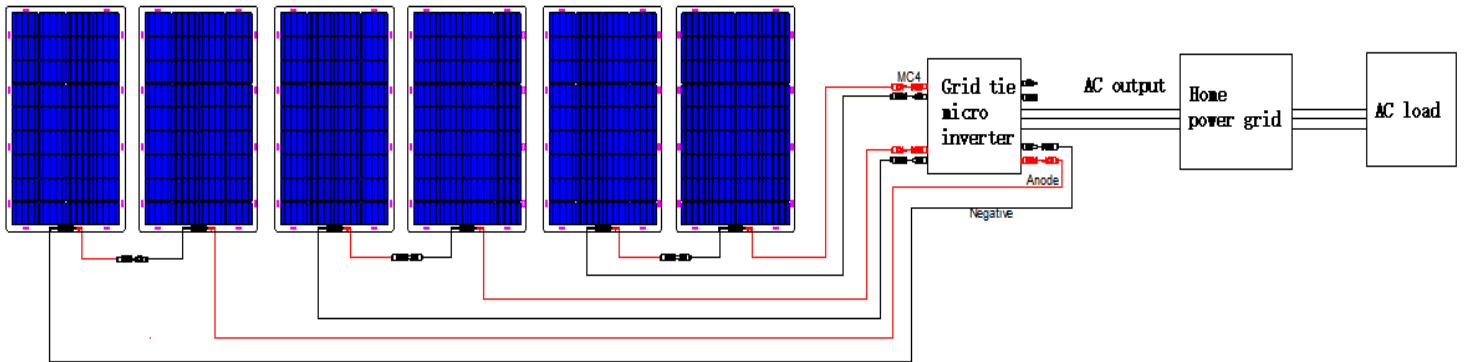 MC4
Grid tie
micro
inverter
AC output
Home
power grid
AC load
Anode
Negative